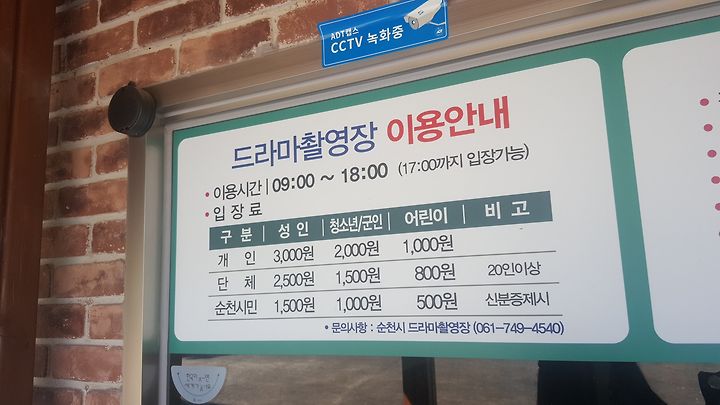 ADT캡스
CCTV 녹화중
드라마촬영장 이용안내
• 이용시간 | 09:00 ~ 18:00 (17:00까지 입장가능)
• 입 장 료
구 분 | 성 인 | 청소년/군인 | 어린이 | 비 고
개 인 3,000원 2,000원 1,000원
단 체 2,500원 1,500원 800원 20인이상
순천시민 1,500원 1,000원 500원 신분증제시
• 문의사항 : 순천시 드라마촬영장 (061-749-4540)